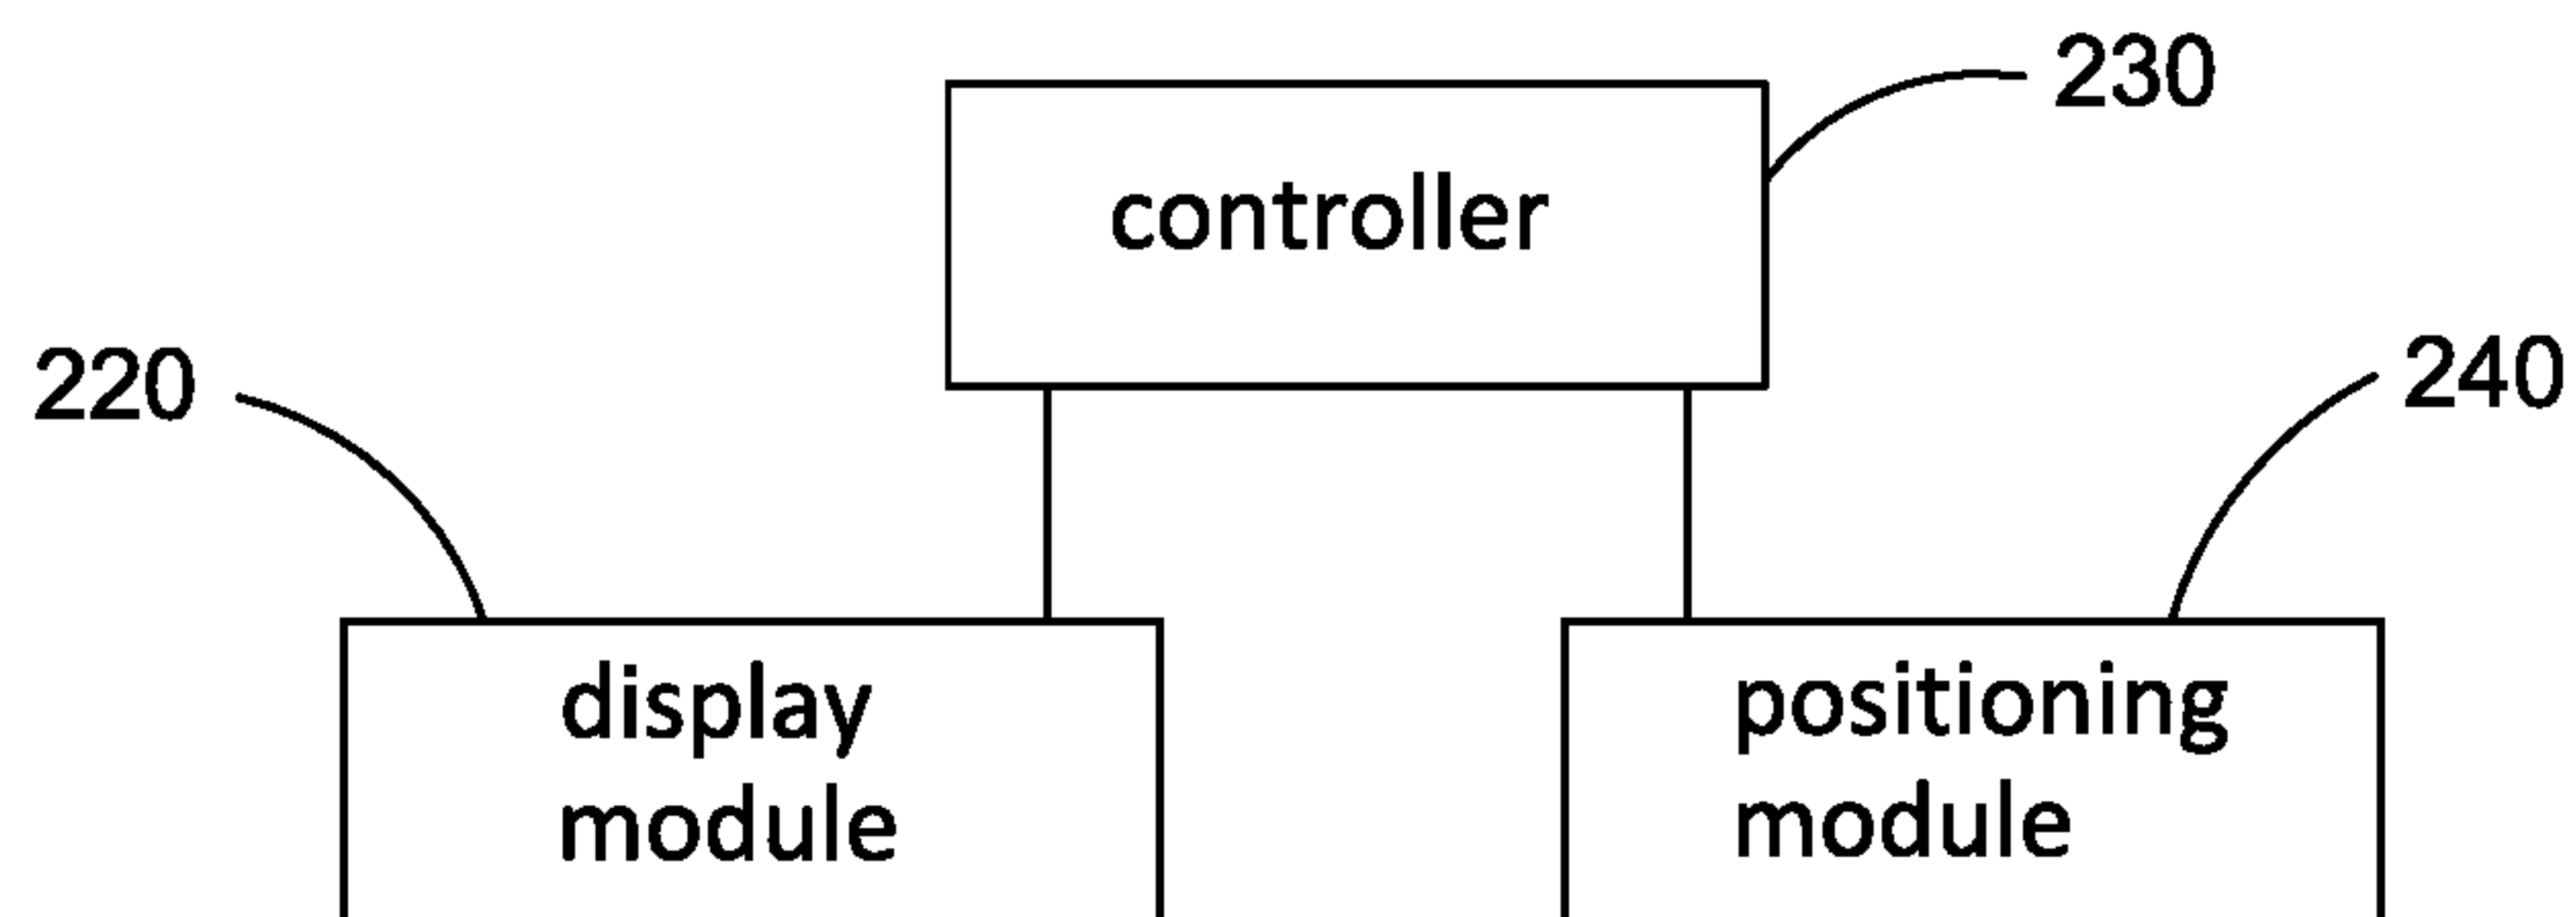 230
controller
220
240
display
module
positioning
module